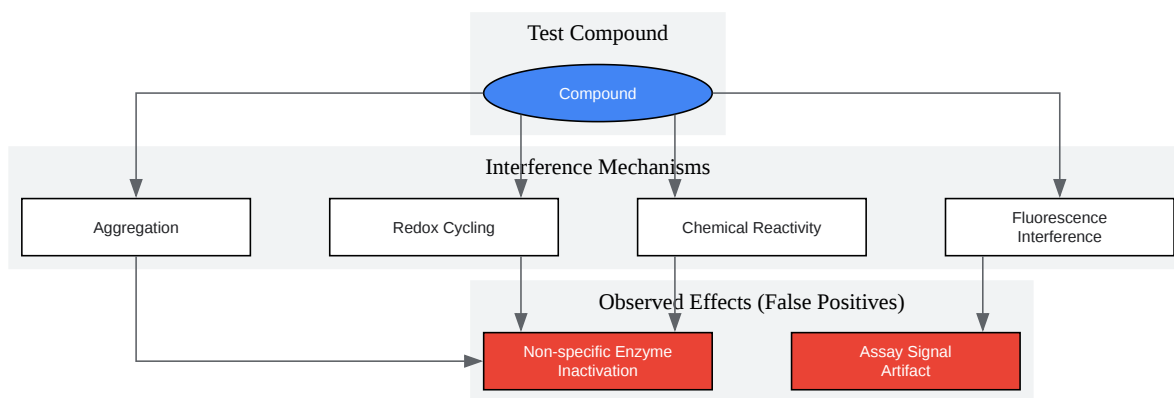 Test Compound
Compound
Interference Mechanisms
Aggregation
Redox Cycling
Chemical Reactivity
Fluorescence
Interference
Observed Effects (False Positives)
Non-specific Enzyme
Inactivation
Assay Signal
Artifact